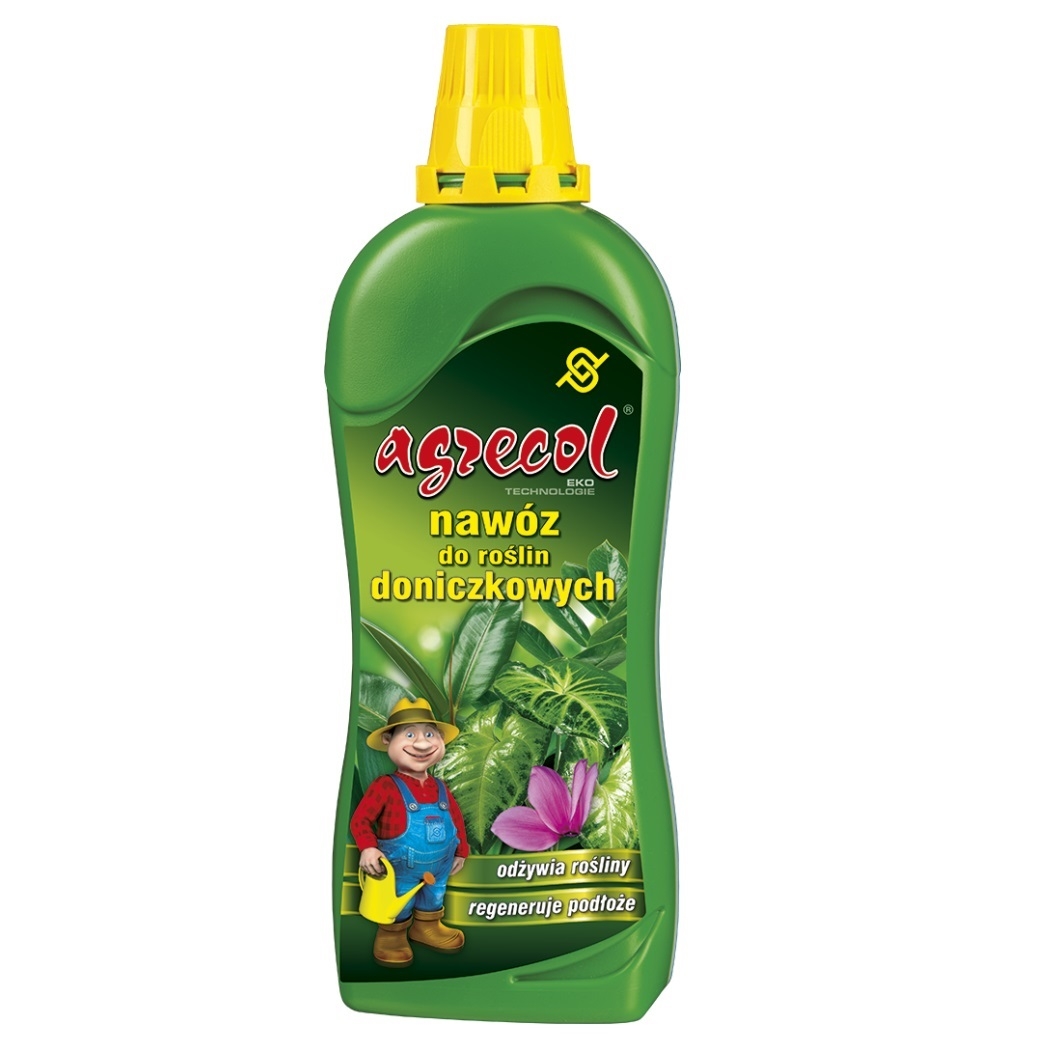 agrecol®
EKO
TECHNOLOGIE
nawóz
do roślin
doniczkowych
odżywia rośliny
regeneruje podłoże